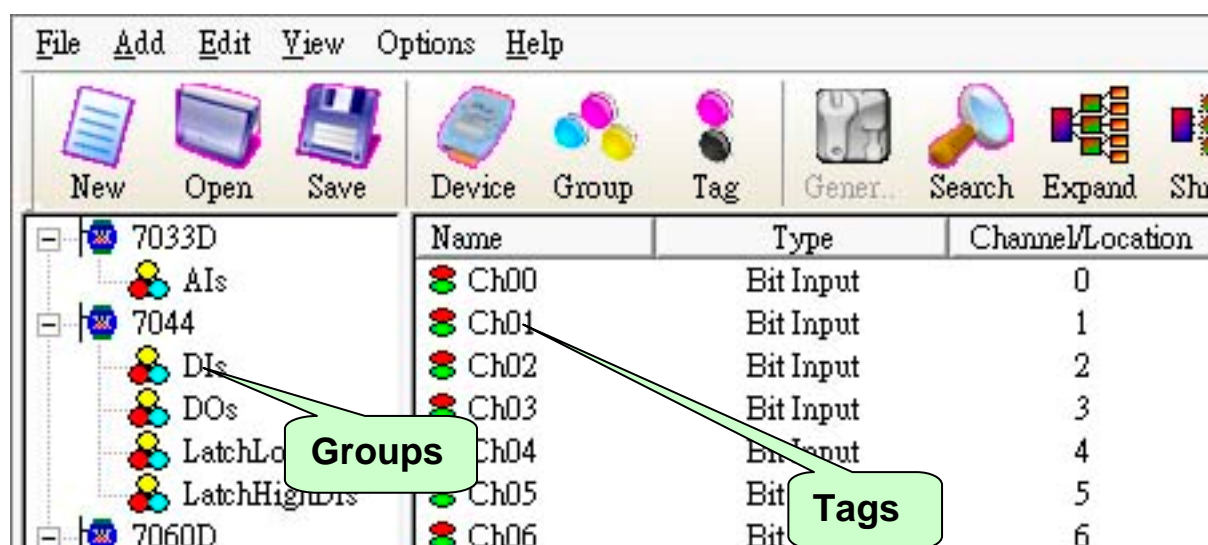 File Add Edit View Options Help
New Open Save Device Group Tag Gener.. Search Expand
7033D
AIs
7044
DIs
DOs
LatchHighDIs
7060D
Name Type Channel/Location
Ch00 Bit Input 0
Ch01 Bit Input 1
Ch02 Bit Input 2
Ch03 Bit Input 3
Ch04 Bit Input 4
Ch05 Bit 5
Ch06 Bit 6
Groups
Tags